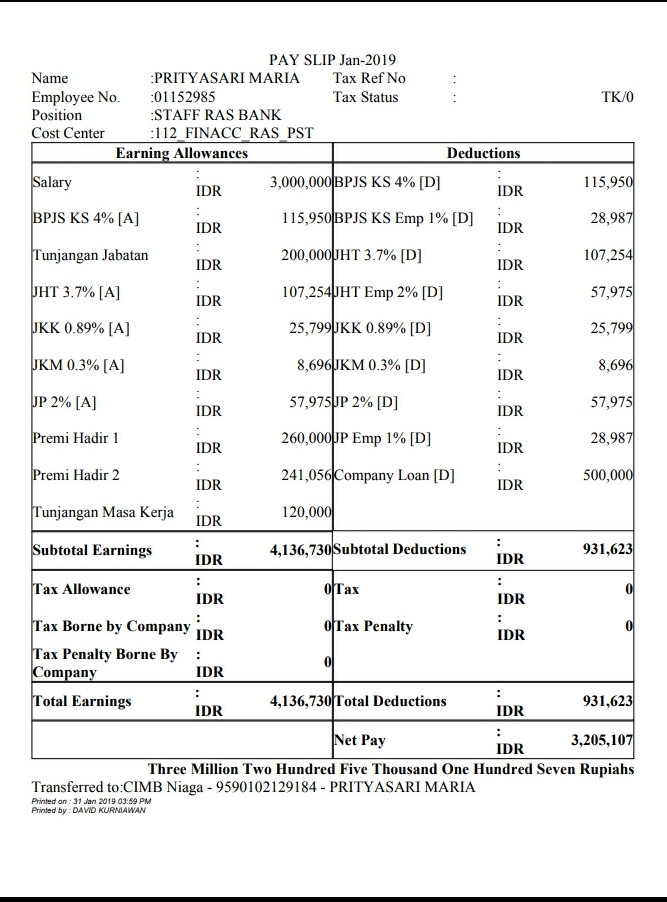 PAY SLIP Jan-2019
Name :PRITYASARI MARIA Tax Ref No :
Employee No. :01152985 Tax Status : TK/0
Position :STAFF RAS BANK
Cost Center :112_FINACC_RAS_PST
Earning Allowances Deductions
Salary : IDR 3,000,000 BPJS KS 4% [D] : IDR 115,950
BPJS KS 4% [A] : IDR 115,950 BPJS KS Emp 1% [D] : IDR 28,987
Tunjangan Jabatan : IDR 200,000 JHT 3.7% [D] : IDR 107,254
JHT 3.7% [A] : IDR 107,254 JHT Emp 2% [D] : IDR 57,975
JKK 0.89% [A] : IDR 25,799 JKK 0.89% [D] : IDR 25,799
JKM 0.3% [A] : IDR 8,696 JKM 0.3% [D] : IDR 8,696
JP 2% [A] : IDR 57,975 JP 2% [D] : IDR 57,975
Premi Hadir 1 : IDR 260,000 JP Emp 1% [D] : IDR 28,987
Premi Hadir 2 : IDR 241,056 Company Loan [D] : IDR 500,000
Tunjangan Masa Kerja : IDR 120,000
Subtotal Earnings : IDR 4,136,730 Subtotal Deductions : IDR 931,623
Tax Allowance : IDR 0 Tax : IDR 0
Tax Borne by Company : IDR 0 Tax Penalty : IDR 0
Tax Penalty Borne By : 0
Company IDR
Total Earnings : IDR 4,136,730 Total Deductions : IDR 931,623
Net Pay : IDR 3,205,107
Three Million Two Hundred Five Thousand One Hundred Seven Rupiahs
Transferred to:CIMB Niaga - 9590102129184 - PRITYASARI MARIA
Printed on : 31 Jan 2019 03:59 PM
Printed by : DAVID KURNIAWAN